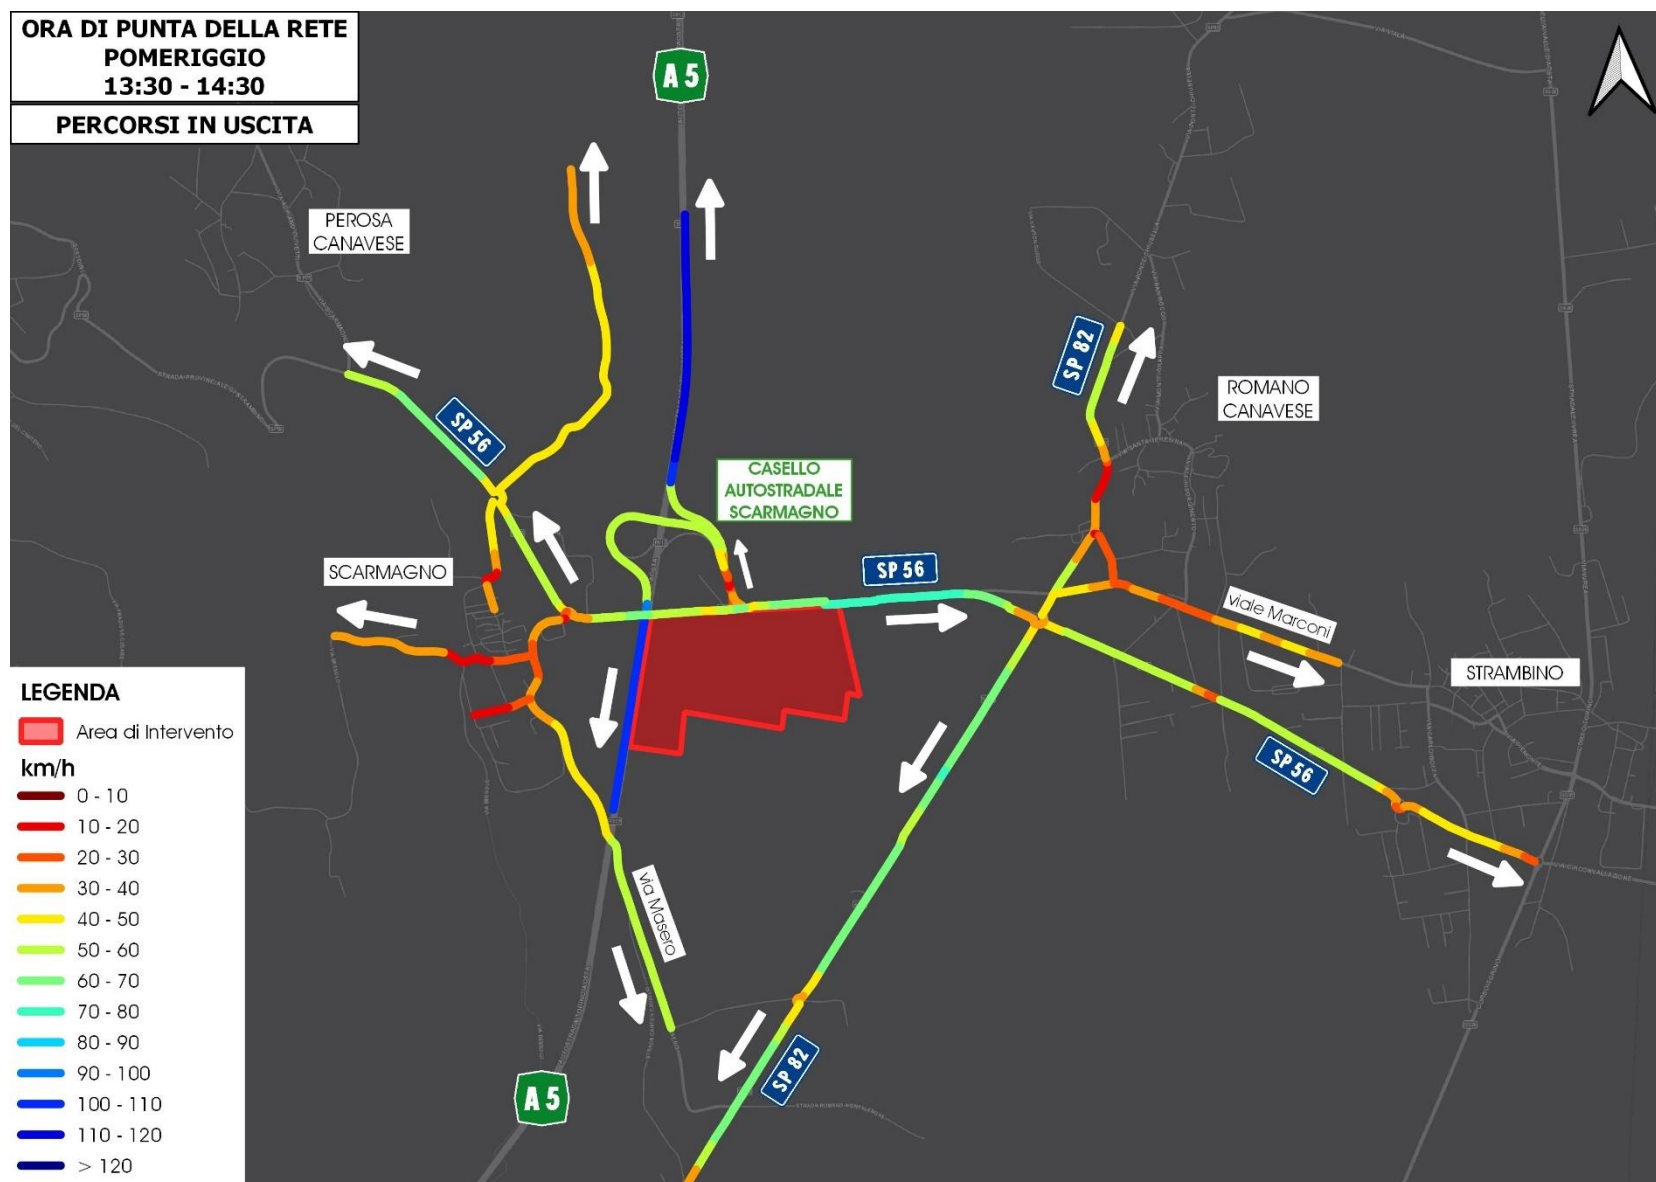 ORA DI PUNTA DELLA RETE
POMERIGGIO
13:30 - 14:30
PERCORSI IN USCITA
A 5
PEROSA
CANAVESE
SP 82
ROMANO
CANAVESE
SP 56
CASELLO
AUTOSTRADALE
SCARMAGNO
SCARMAGNO
SP 56
viale Marconi
STRAMBINO
SP 56
via Masero
SP 82
A 5
LEGENDA
Area di Intervento
km/h
0 - 10
10 - 20
20 - 30
30 - 40
40 - 50
50 - 60
60 - 70
70 - 80
80 - 90
90 - 100
100 - 110
110 - 120
> 120